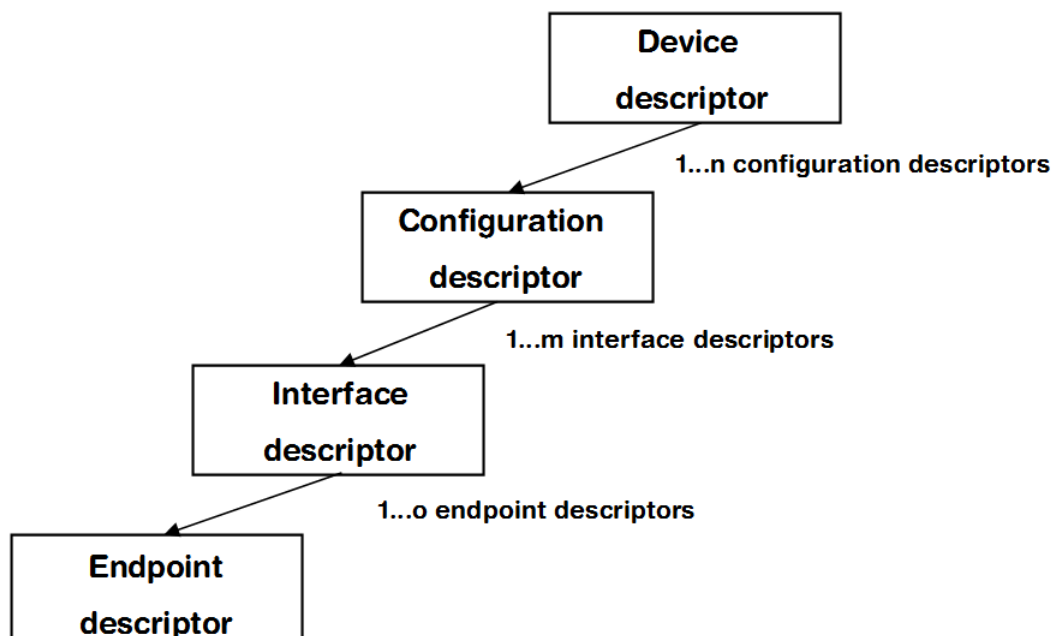 Device
descriptor
1...n configuration descriptors
Configuration
descriptor
1...m interface descriptors
Interface
descriptor
1...o endpoint descriptors
Endpoint
descriptor